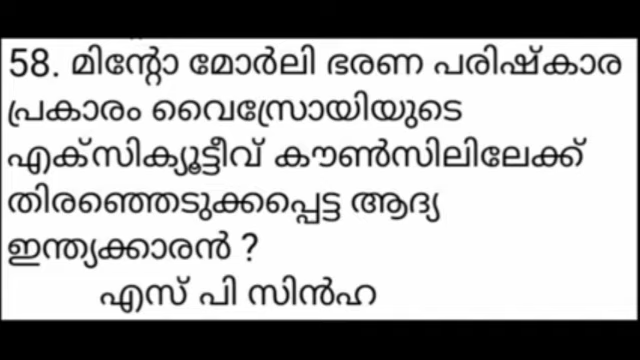 58. മിന്റോ മോർലി ഭരണ പരിഷ്കാര
പ്രകാരം വൈസ്രോയിയുടെ
എക്സിക്യൂട്ടീവ് കൗൺസിലിലേക്ക്
തിരഞ്ഞെടുക്കപ്പെട്ട ആദ്യ
ഇന്ത്യക്കാരൻ ?
എസ് പി സിൻഹ